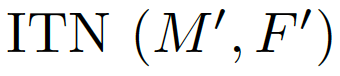 ITN (M′, F′)